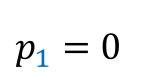 p₁ = 0